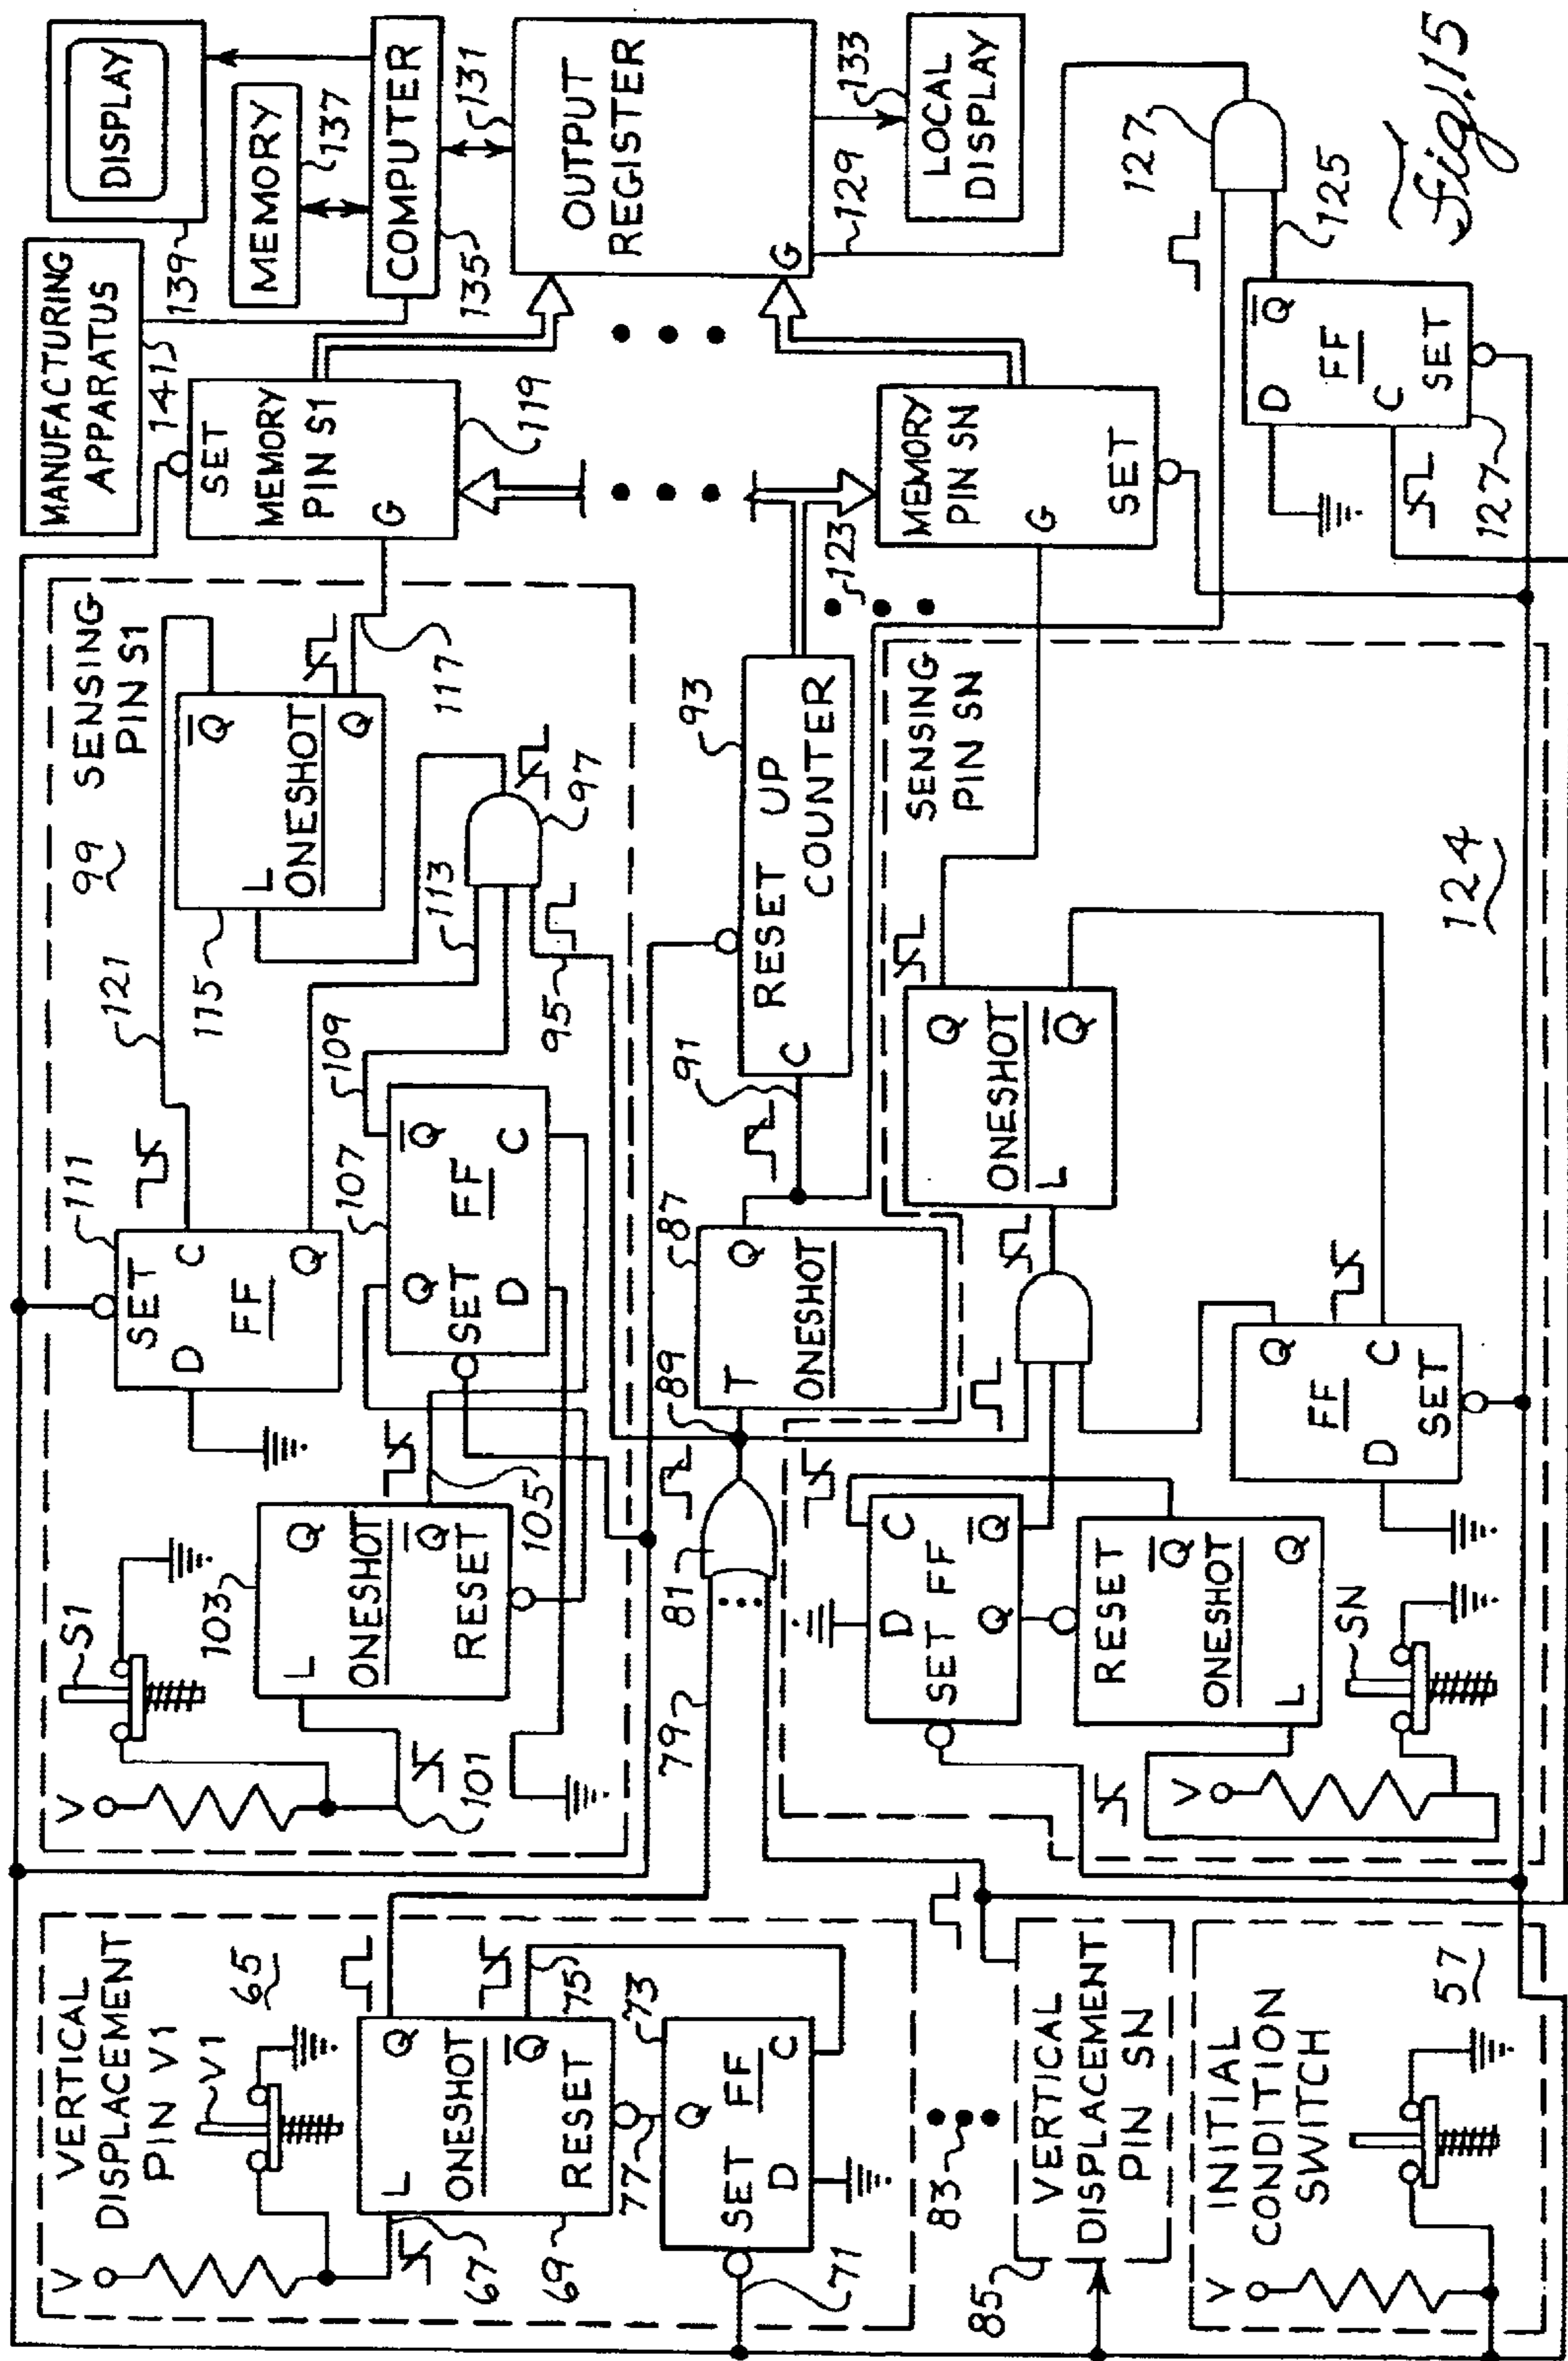 VERTICAL
DISPLACEMENT
PIN V1
V
V1
65
67
L
Q
ONESHOT
Q
RESET
69
75
77
73
Q
SET FF
D
C
71
83
85
VERTICAL
DISPLACEMENT
PIN SN
INITIAL
CONDITION
SWITCH
V
57
99
SENSING
PIN S1
V
S1
101
103
L
Q
ONESHOT
Q
RESET
105
107
Q
Q
SET FF
D
C
109
111
SET
D
C
FF
Q
113
115
L
Q
ONESHOT
Q
117
121
95
97
79
81
89
87
T
Q
ONESHOT
91
93
C
RESET UP
COUNTER
SENSING
PIN SN
123
124
D
C
SET FF
Q
Q
RESET
Q
ONESHOT
L
Q
V
SN
Q
FF
D
C
SET
Q
ONESHOT
L
Q
MANUFACTURING
APPARATUS
141
SET
MEMORY
PIN S1
G
119
MEMORY
PIN SN
G
SET
DISPLAY
139
MEMORY
137
COMPUTER
135
131
OUTPUT
REGISTER
G
129
133
LOCAL
DISPLAY
127
125
D
Q
FF
C
SET
127
Fig. 15